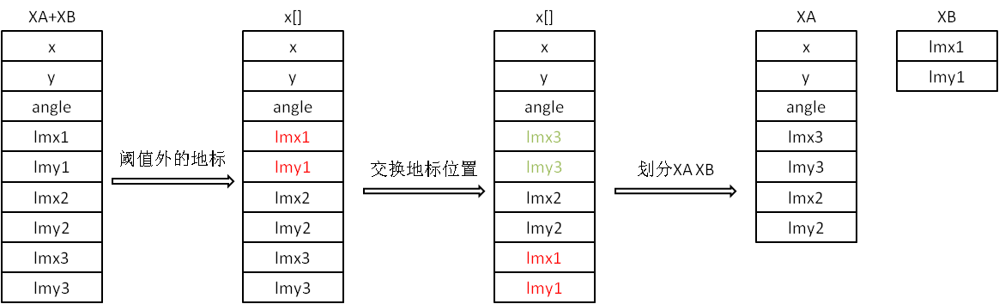 XA+XB
x
y
angle
lmx1
lmy1
lmx2
lmy2
lmx3
lmy3
阈值外的地标
x[]
x
y
angle
lmx1
lmy1
lmx2
lmy2
lmx3
lmy3
交换地标位置
x[]
x
y
angle
lmx3
lmy3
lmx2
lmy2
lmx1
lmy1
划分XA XB
XA
x
y
angle
lmx3
lmy3
lmx2
lmy2
XB
lmx1
lmy1